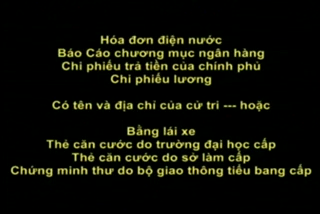 Hóa đơn điện nước
Báo Cáo chương mục ngân hàng
Chi phiếu trả tiền của chính phủ
Chi phiếu lương
Có tên và địa chỉ của cử tri --- hoặc
Bằng lái xe
Thẻ căn cước do trường đại học cấp
Thẻ căn cước do sở làm cấp
Chứng minh thư do bộ giao thông tiểu bang cấp